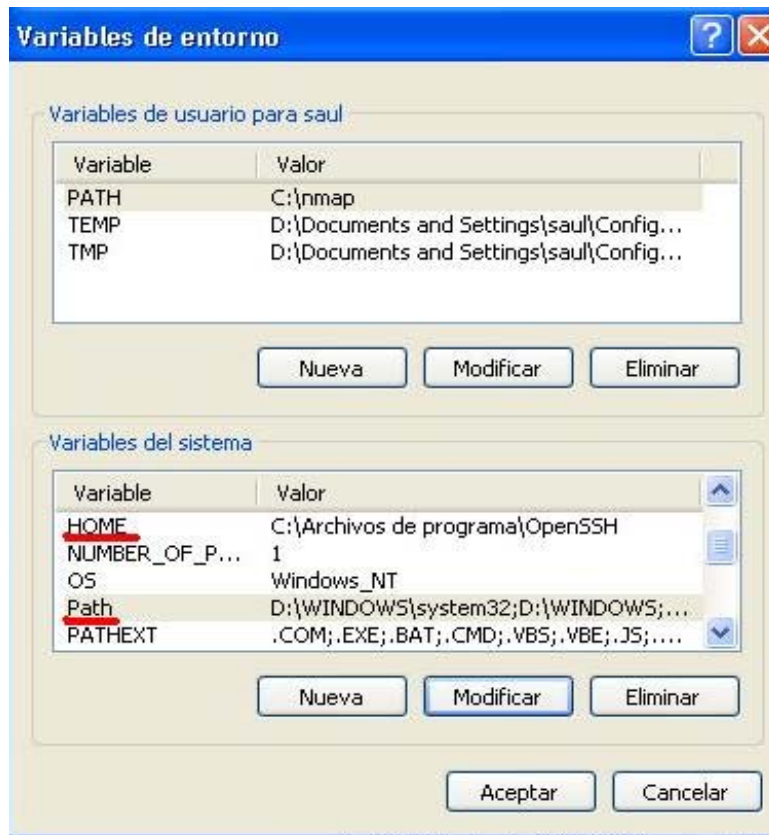 Variables de entorno
Variables de usuario para saul
Variable Valor
PATH C:\nmap
TEMP D:\Documents and Settings\saul\Config...
TMP D:\Documents and Settings\saul\Config...
Nueva Modificar Eliminar
Variables del sistema
Variable Valor
HOME C:\Archivos de programa\OpenSSH
NUMBER_OF_P... 1
OS Windows_NT
Path D:\WINDOWS\system32;D:\WINDOWS;...
PATHEXT .COM;.EXE;.BAT;.CMD;.VBS;.VBE;.JS;....
Nueva Modificar Eliminar
Aceptar Cancelar